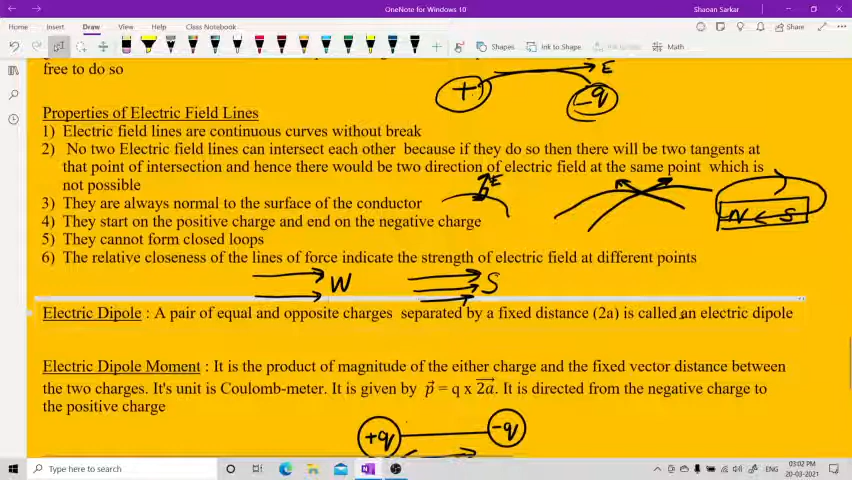 OneNote for Windows 10
Shaoan Sarkar
Home Insert Draw View Help
Share
Shapes Ink to Shape Ink to Text Math
free to do so
E
+ -q
Properties of Electric Field Lines
1) Electric field lines are continuous curves without break
2) No two Electric field lines can intersect each other because if they do so then there will be two tangents at
that point of intersection and hence there would be two direction of electric field at the same point which is
not possible
E
3) They are always normal to the surface of the conductor
N S
4) They start on the positive charge and end on the negative charge
5) They cannot form closed loops
6) The relative closeness of the lines of force indicate the strength of electric field at different points
W S
Electric Dipole : A pair of equal and opposite charges separated by a fixed distance (2a) is called an electric dipole
Electric Dipole Moment : It is the product of magnitude of the either charge and the fixed vector distance between
the two charges. It's unit is Coulomb-meter. It is given by p⃗ = q x 2a⃗. It is directed from the negative charge to
the positive charge
+q -q
Type here to search
ENG
03:02 PM
20-03-2021